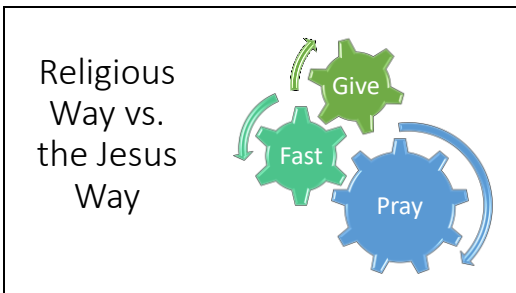 Religious
Way vs.
the Jesus
Way
Give
Fast
Pray